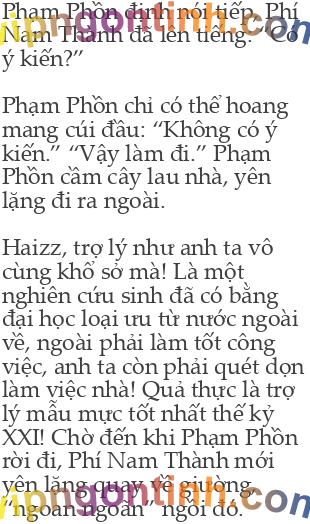 Phạm Phồn định nói tiếp, Phí
Nam Thành đã lên tiếng: “Có
ý kiến?”
Phạm Phồn chỉ có thể hoang
mang cúi đầu: “Không có ý
kiến.” “Vậy làm đi.” Phạm
Phồn cầm cây lau nhà, yên
lặng đi ra ngoài.
Haizz, trợ lý như anh ta vô
cùng khổ sở mà! Là một
nghiên cứu sinh đã có bằng
đại học loại ưu từ nước ngoài
về, ngoài phải làm tốt công
việc, anh ta còn phải quét dọn
làm việc nhà! Quả thực là trợ
lý mẫu mực tốt nhất thế kỷ
XXI! Chờ đến khi Phạm Phồn
rời đi, Phí Nam Thành mới
yên lặng quay về giường,
“ngoan ngoãn” ngồi đó.